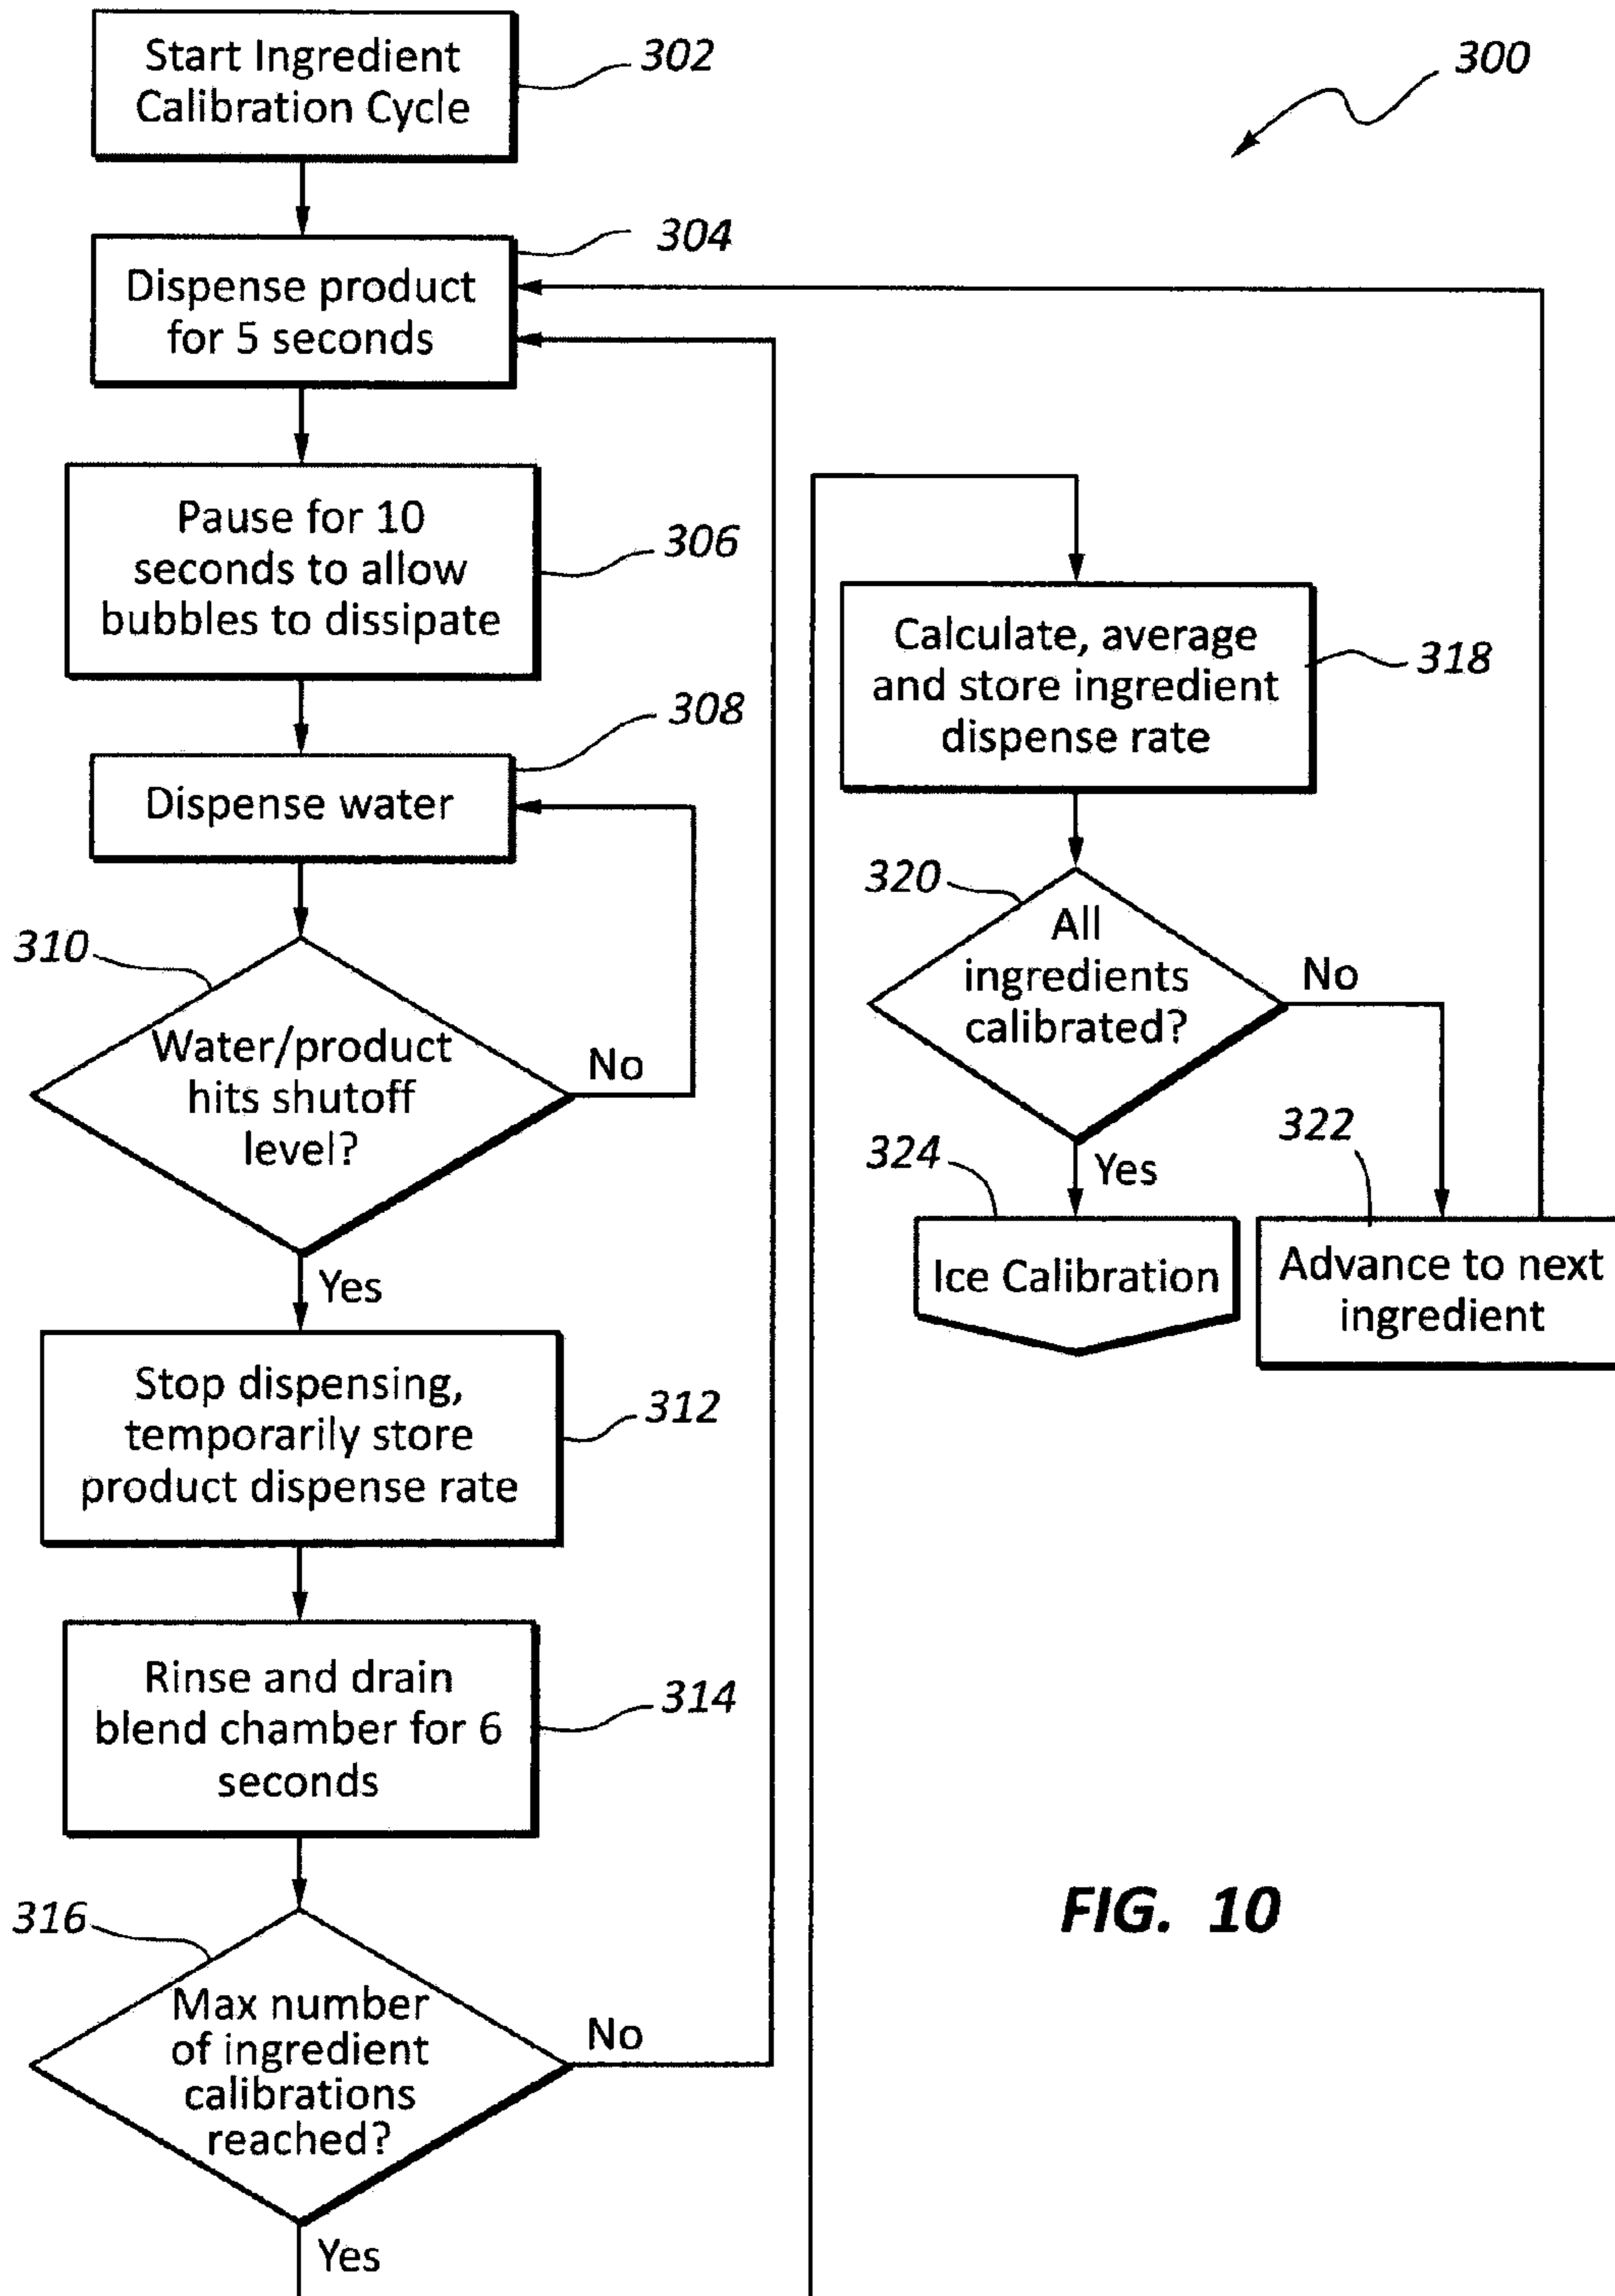 Start Ingredient
Calibration Cycle
302
300
304
Dispense product
for 5 seconds
Pause for 10
seconds to allow
bubbles to dissipate
306
308
Dispense water
310
Water/product
hits shutoff
level?
No
Yes
Stop dispensing,
temporarily store
product dispense rate
312
Rinse and drain
blend chamber for 6
seconds
314
316
Max number
of ingredient
calibrations
reached?
No
Yes
Calculate, average
and store ingredient
dispense rate
318
320
All
ingredients
calibrated?
No
Yes
322
324
Ice Calibration
Advance to next
ingredient
FIG. 10